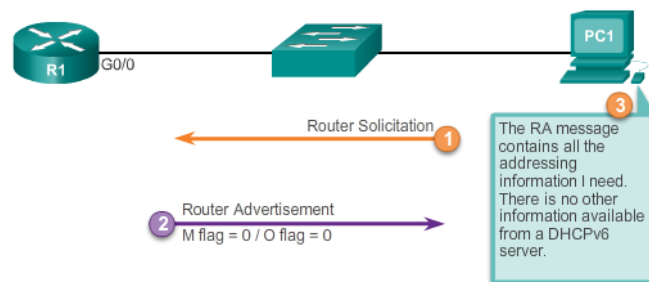 R1
G0/0
PC1
Router Solicitation
1
2
Router Advertisement
M flag = 0 / O flag = 0
3
The RA message
contains all the
addressing
information I need.
There is no other
information available
from a DHCPv6
server.